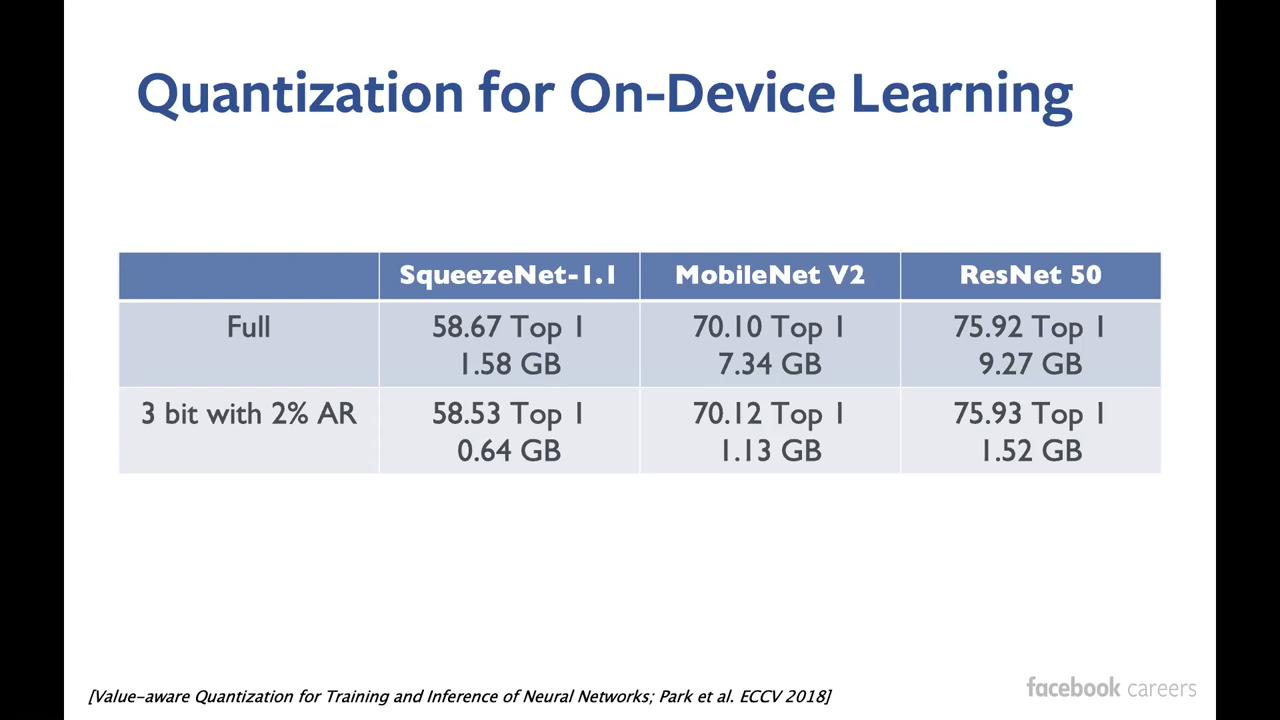 Quantization for On-Device Learning
SqueezeNet-1.1 MobileNet V2 ResNet 50
Full 58.67 Top 1 70.10 Top 1 75.92 Top 1
1.58 GB 7.34 GB 9.27 GB
3 bit with 2% AR 58.53 Top 1 70.12 Top 1 75.93 Top 1
0.64 GB 1.13 GB 1.52 GB
[Value-aware Quantization for Training and Inference of Neural Networks; Park et al. ECCV 2018]
facebook careers